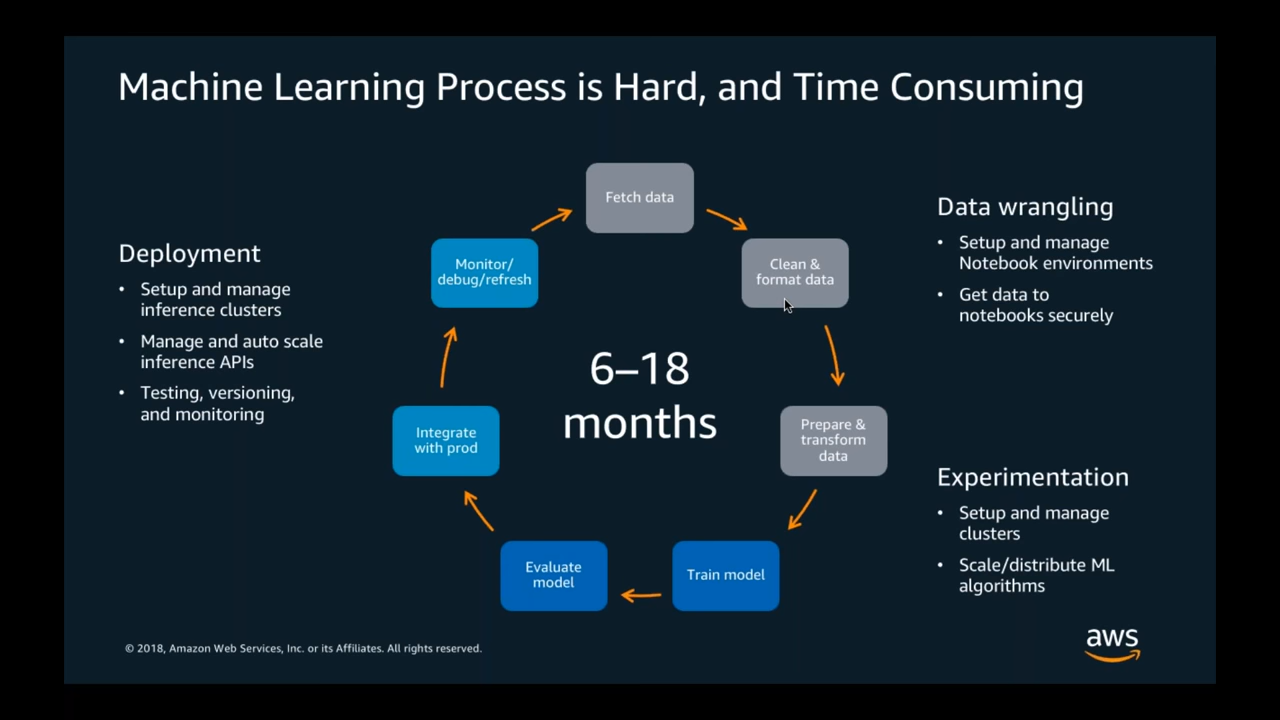 Machine Learning Process is Hard, and Time Consuming
Fetch data
Clean &
format data
Prepare &
transform
data
Train model
Evaluate
model
Integrate
with prod
Monitor/
debug/refresh
6–18
months
Deployment
• Setup and manage
inference clusters
• Manage and auto scale
inference APIs
• Testing, versioning,
and monitoring
Data wrangling
• Setup and manage
Notebook environments
• Get data to
notebooks securely
Experimentation
• Setup and manage
clusters
• Scale/distribute ML
algorithms
© 2018, Amazon Web Services, Inc. or its Affiliates. All rights reserved.
aws